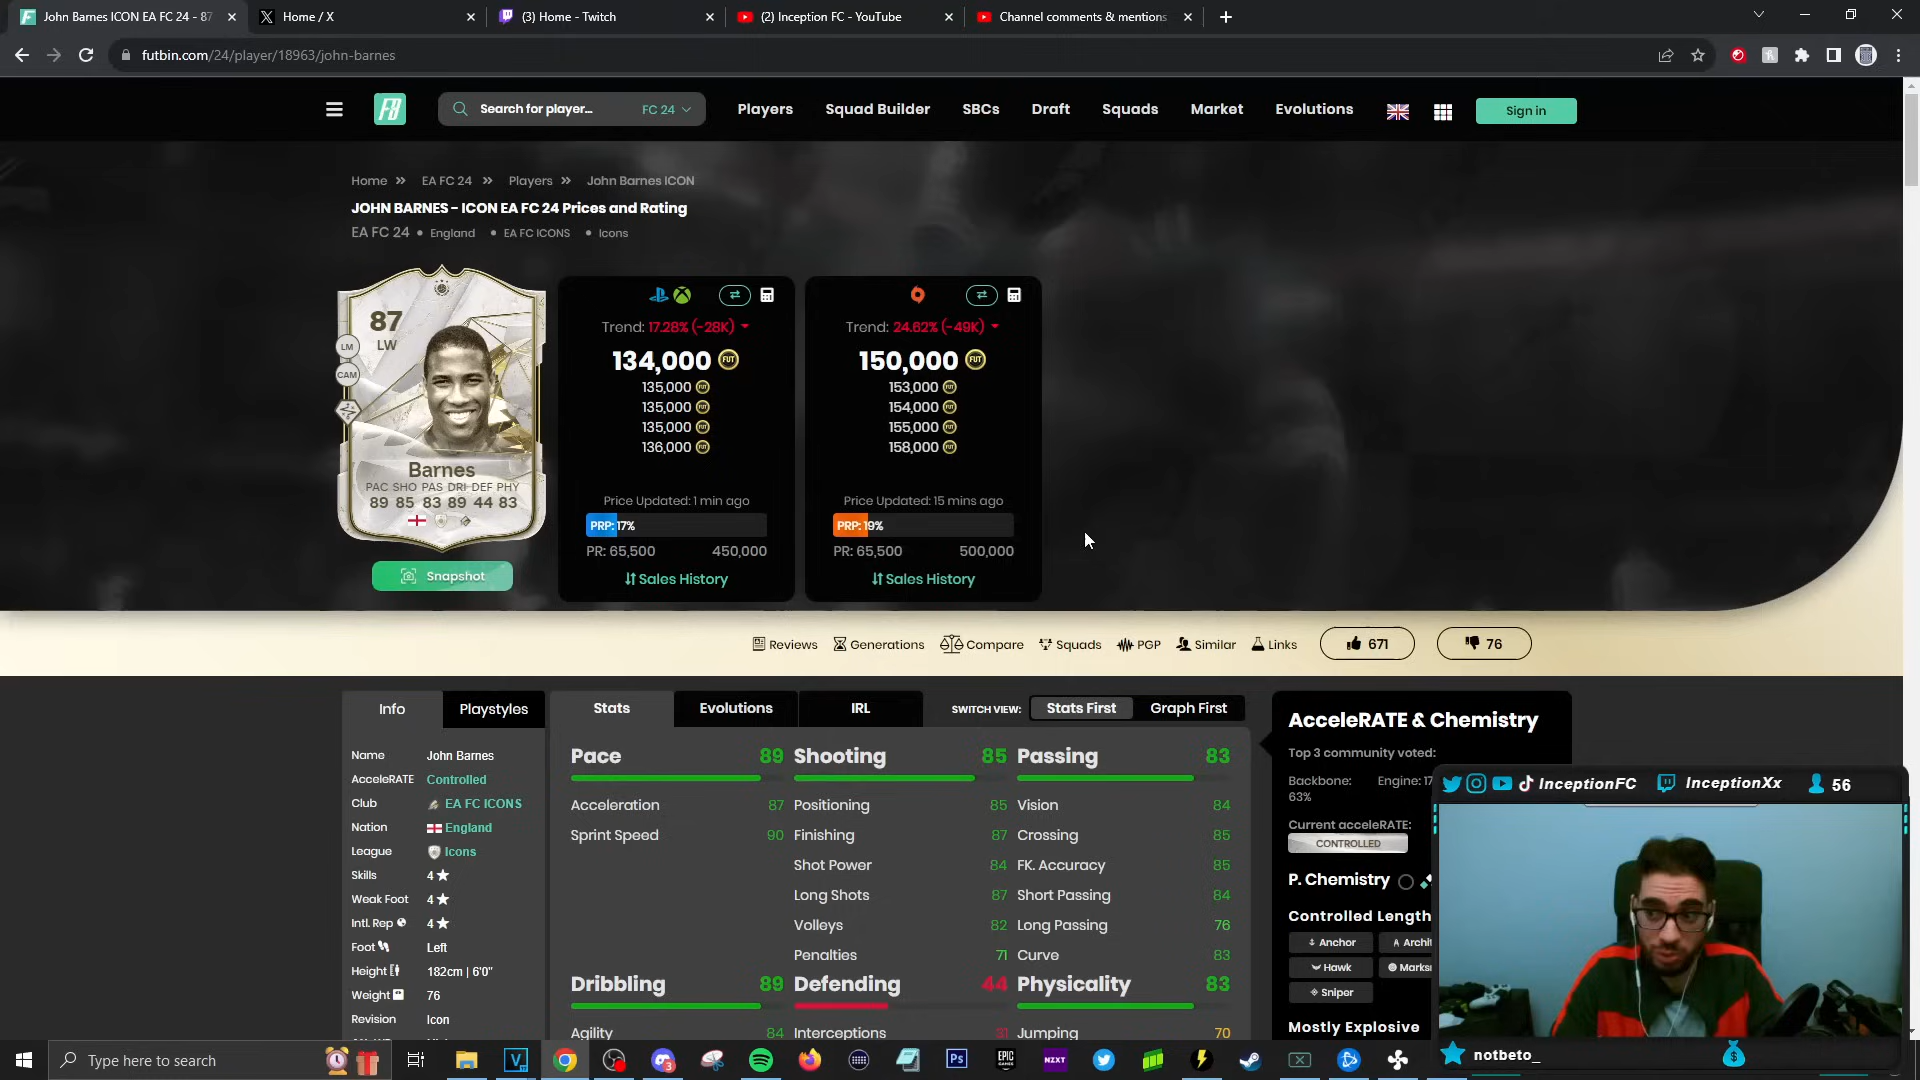 John Barnes ICON EA FC 24 - 87
Home / X
(3) Home - Twitch
(2) Inception FC - YouTube
Channel comments & mentions
futbin.com/24/player/18963/john-barnes
FB
Search for player...
FC 24
Players
Squad Builder
SBCs
Draft
Squads
Market
Evolutions
Sign in
Home » EA FC 24 » Players » John Barnes ICON
JOHN BARNES - ICON EA FC 24 Prices and Rating
EA FC 24 • England • EA FC ICONS • Icons
87
LW
LM
CAM
Barnes
PAC SHO PAS DRI DEF PHY
89 85 83 89 44 83
Snapshot
Trend: 17.28% (-28K)
134,000
135,000
135,000
135,000
136,000
Price Updated: 1 min ago
PRP: 17%
PR: 65,500 450,000
Sales History
Trend: 24.62% (-49K)
150,000
153,000
154,000
155,000
158,000
Price Updated: 15 mins ago
PRP: 19%
PR: 65,500 500,000
Sales History
Reviews
Generations
Compare
Squads
PGP
Similar
Links
671
76
Info
Playstyles
Name John Barnes
AcceleRATE Controlled
Club EA FC ICONS
Nation England
League Icons
Skills 4
Weak Foot 4
Intl. Rep 4
Foot Left
Height 182cm | 6'0"
Weight 76
Revision Icon
Stats
Evolutions
IRL
SWITCH VIEW:
Stats First
Graph First
Pace 89
Acceleration 87
Sprint Speed 90
Shooting 85
Positioning 85
Finishing 87
Shot Power 84
Long Shots 87
Volleys 82
Penalties 71
Passing 83
Vision 84
Crossing 85
FK. Accuracy 85
Short Passing 84
Long Passing 76
Curve 83
Dribbling 89
Agility 84
Defending 44
Interceptions 31
Physicality 83
Jumping 70
AcceleRATE & Chemistry
Top 3 community voted:
Backbone: 63%
Engine: 17
Current acceleRATE:
CONTROLLED
P. Chemistry
Controlled Length
Anchor
Archi
Hawk
Marks
Sniper
Mostly Explosive
InceptionFC
InceptionXx
56
notbeto_
Type here to search
3
V
Ps
EPIC GAMES
NZXT